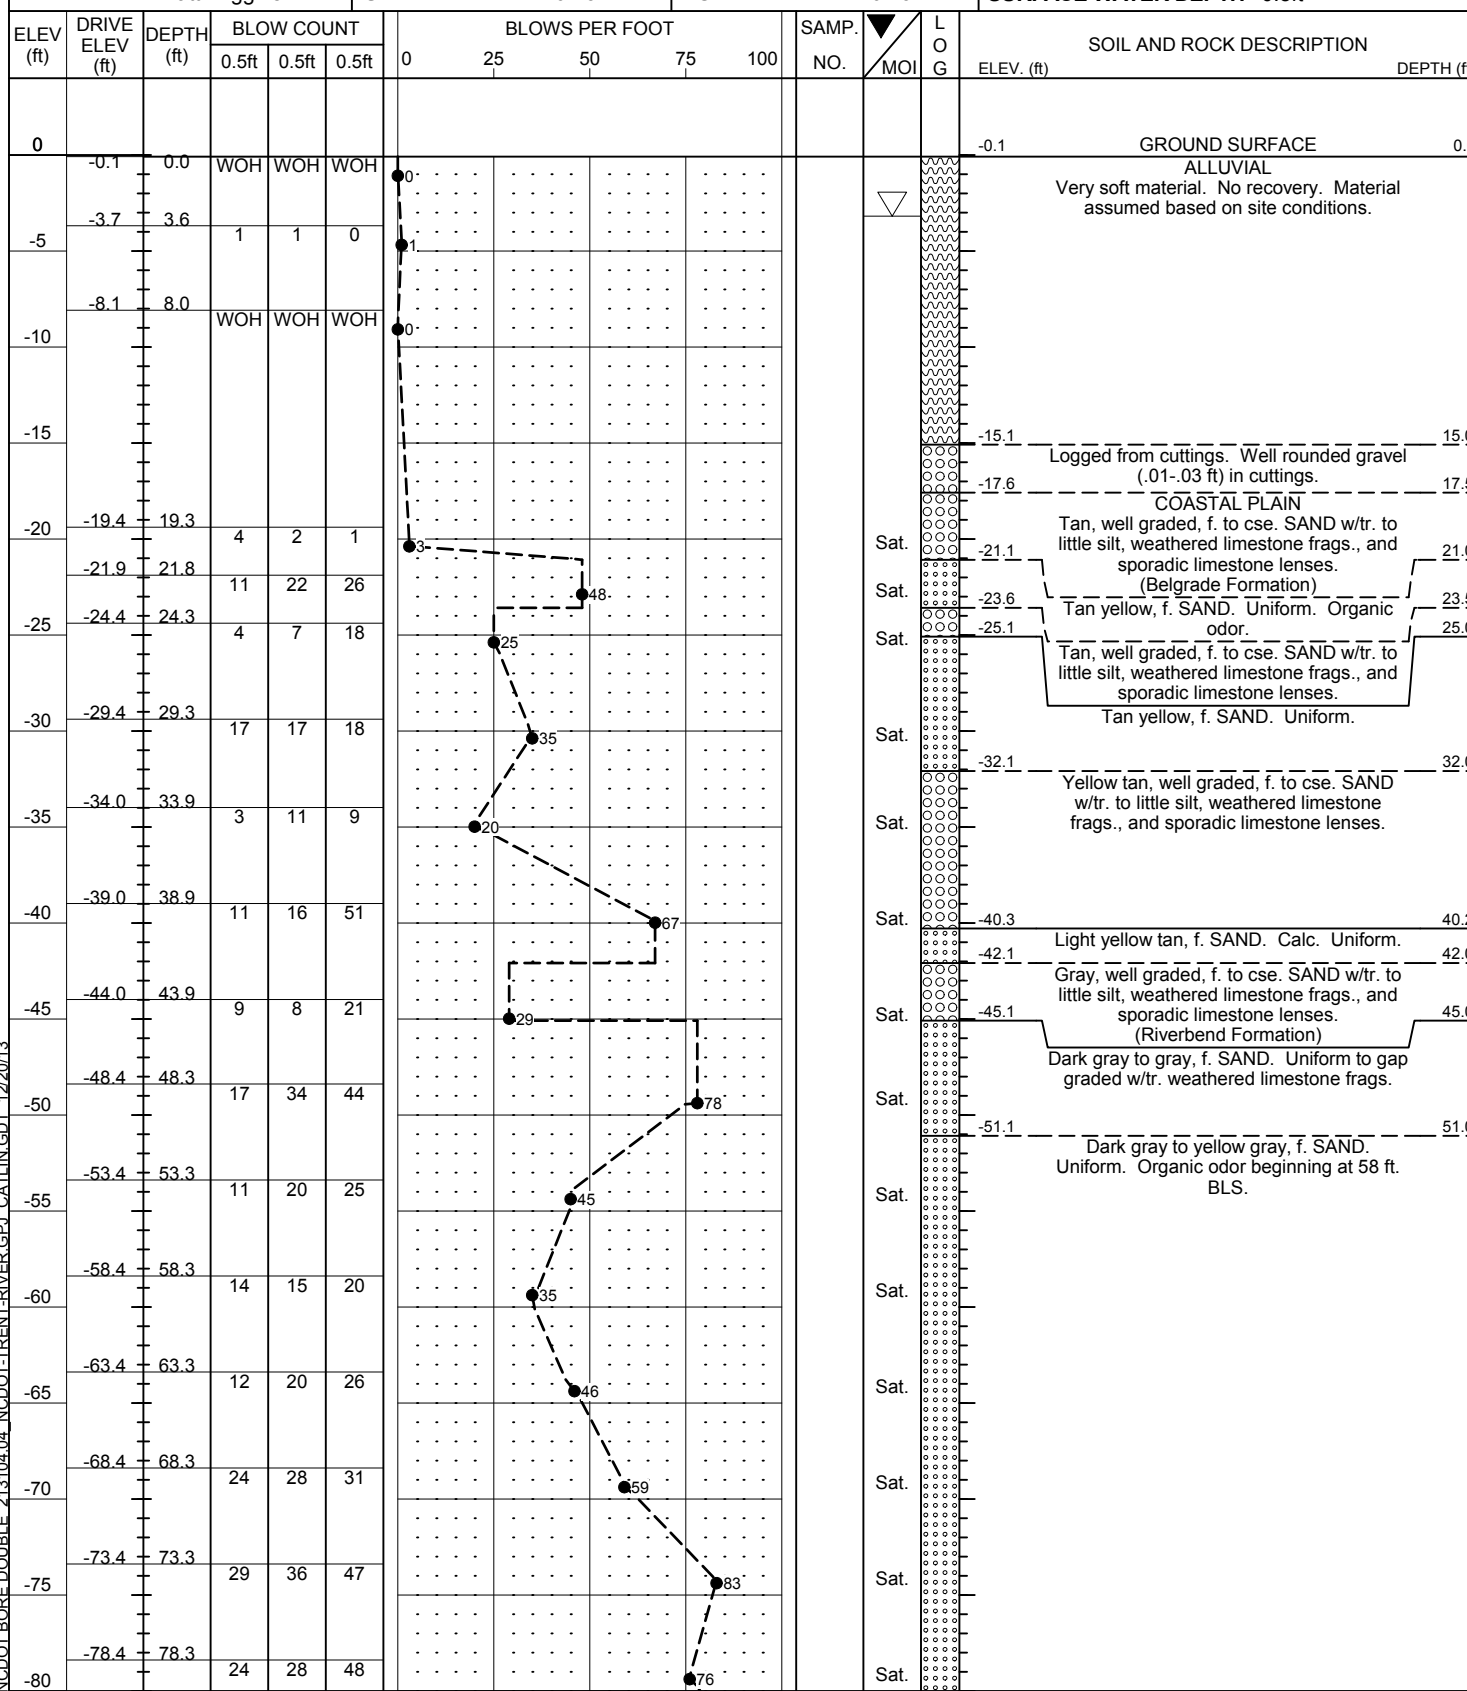 ELEV (ft) DRIVE ELEV (ft) DEPTH (ft) BLOW COUNT 0.5ft 0.5ft 0.5ft BLOWS PER FOOT 0 25 50 75 100 SAMP. NO. MOI LOG SOIL AND ROCK DESCRIPTION ELEV. (ft)
0 -0.1 GROUND SURFACE
-0.1 0.0 WOH WOH WOH 0 ALLUVIAL
Very soft material. No recovery. Material
assumed based on site conditions.
-3.7 3.6
-5 1 1 0 1
-8.1 8.0
WOH WOH WOH 0
-10
-15
-15.1
Logged from cuttings. Well rounded gravel
(.01-.03 ft) in cuttings.
-17.6
COASTAL PLAIN
-19.4 19.3 Tan, well graded, f. to cse. SAND w/tr. to
-20 4 2 1 3 Sat. little silt, weathered limestone frags., and
-21.1 sporadic limestone lenses.
-21.9 21.8 (Belgrade Formation)
11 22 26 48 Sat.
-23.6 Tan yellow, f. SAND. Uniform. Organic
odor.
-24.4 24.3
-25 4 7 18 25 Sat. -25.1
Tan, well graded, f. to cse. SAND w/tr. to
little silt, weathered limestone frags., and
sporadic limestone lenses.
-29.4 29.3 Tan yellow, f. SAND. Uniform.
-30 17 17 18 35 Sat.
-32.1
Yellow tan, well graded, f. to cse. SAND
w/tr. to little silt, weathered limestone
frags., and sporadic limestone lenses.
-34.0 33.9
-35 3 11 9 20 Sat.
-39.0 38.9
-40 11 16 51 67 Sat. -40.3
Light yellow tan, f. SAND. Calc. Uniform.
-42.1
Gray, well graded, f. to cse. SAND w/tr. to
little silt, weathered limestone frags., and
sporadic limestone lenses.
(Riverbend Formation)
-44.0 43.9
-45 9 8 21 29 Sat. -45.1
Dark gray to gray, f. SAND. Uniform to gap
graded w/tr. weathered limestone frags.
-48.4 48.3
-50 17 34 44 78 Sat.
-51.1
Dark gray to yellow gray, f. SAND.
Uniform. Organic odor beginning at 58 ft.
BLS.
-53.4 53.3
-55 11 20 25 45 Sat.
-58.4 58.3
-60 14 15 20 35 Sat.
-63.4 63.3
-65 12 20 26 46 Sat.
-68.4 68.3
-70 24 28 31 59 Sat.
-73.4 73.3
-75 29 36 47 83 Sat.
-78.4 78.3
-80 24 28 48 76 Sat.